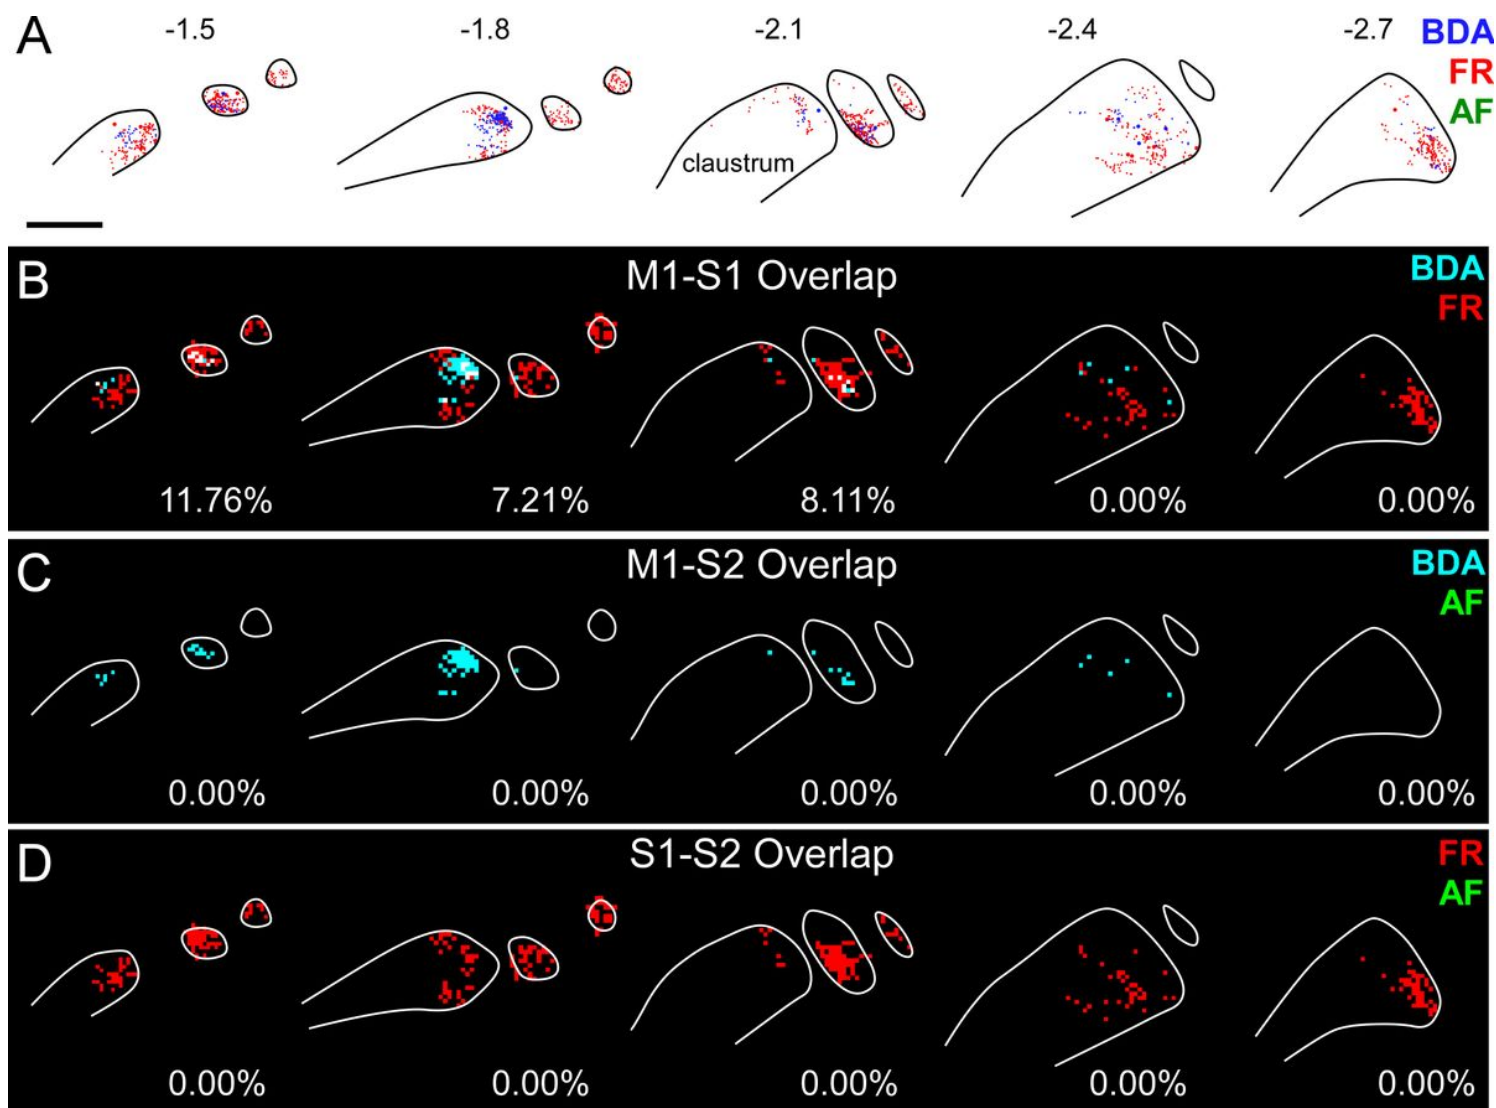 A -1.5 -1.8 -2.1 -2.4 -2.7 BDA
FR
AF
claustrum
B M1-S1 Overlap BDA
FR
11.76% 7.21% 8.11% 0.00% 0.00%
C M1-S2 Overlap BDA
AF
0.00% 0.00% 0.00% 0.00% 0.00%
D S1-S2 Overlap FR
AF
0.00% 0.00% 0.00% 0.00% 0.00%